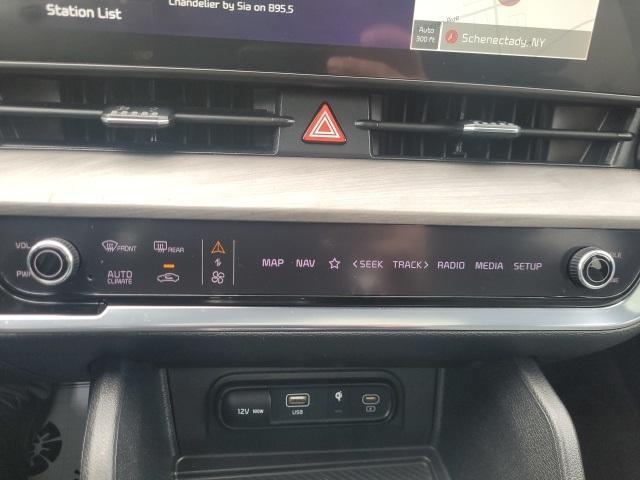 Chandelier by Sia on B95.5
Station List
Auto
300 ft
Schenectady, NY
VOL
PWR
FRONT
REAR
AUTO
CLIMATE
MAP NAV ☆ <SEEK TRACK> RADIO MEDIA SETUP
12V 180W
USB